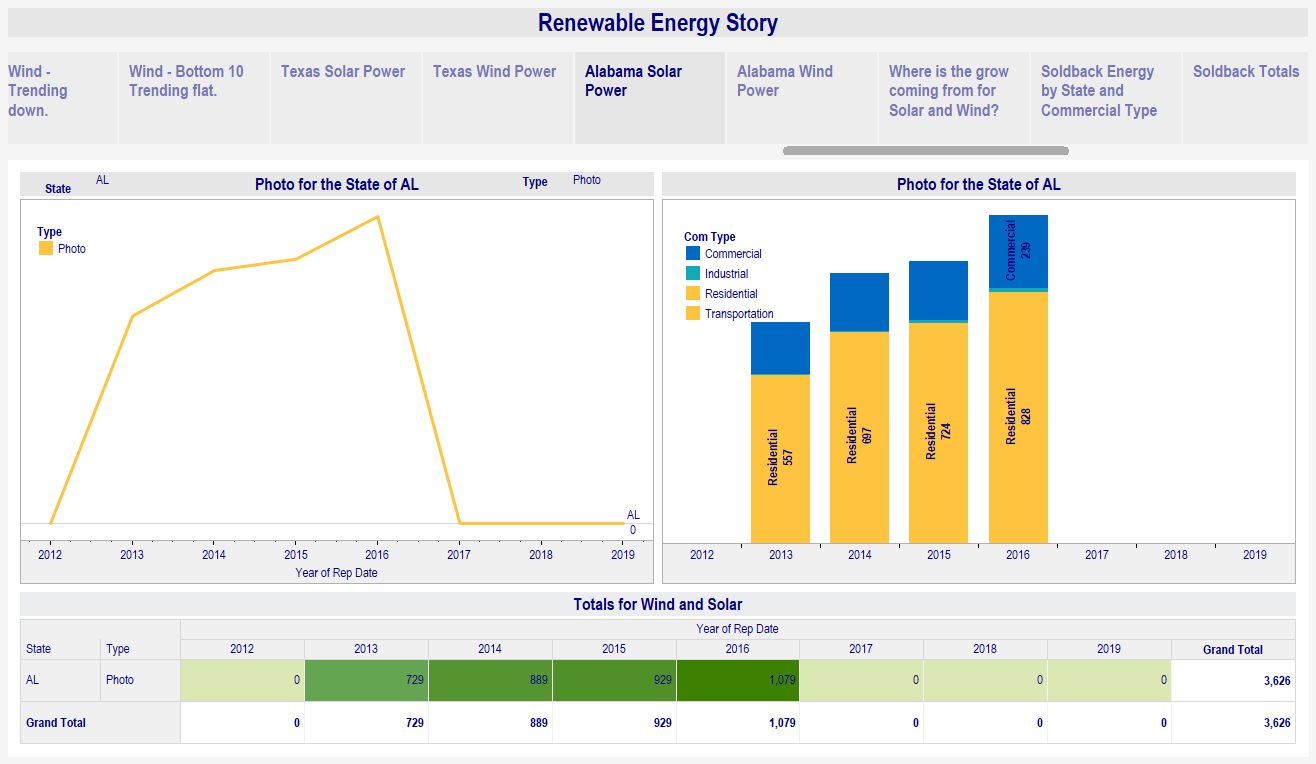 Renewable Energy Story
Wind -
Trending
down.
Wind - Bottom 10
Trending flat.
Texas Solar Power
Texas Wind Power
Alabama Solar
Power
Alabama Wind
Power
Where is the grow
coming from for
Solar and Wind?
Soldback Energy
by State and
Commercial Type
Soldback Totals
State
AL
Photo for the State of AL
Type
Photo
Type
Photo
AL
0
2012 2013 2014 2015 2016 2017 2018 2019
Year of Rep Date
Photo for the State of AL
Com Type
Commercial
Industrial
Residential
Transportation
Residential
557
Residential
697
Residential
724
Commercial
239
Residential
828
2012 2013 2014 2015 2016 2017 2018 2019
Totals for Wind and Solar
Year of Rep Date
State Type 2012 2013 2014 2015 2016 2017 2018 2019 Grand Total
AL Photo 0 729 889 929 1,079 0 0 0 3,626
Grand Total 0 729 889 929 1,079 0 0 0 3,626